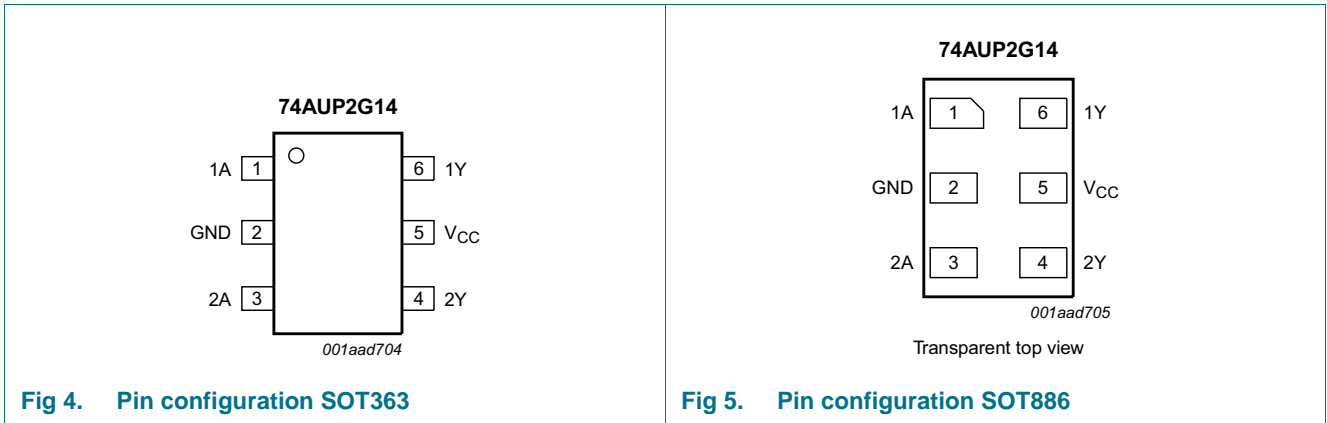 74AUP2G14
1A 1 6 1Y
GND 2 5 VCC
2A 3 4 2Y
001aad704
Fig 4. Pin configuration SOT363
74AUP2G14
1A 1 6 1Y
GND 2 5 VCC
2A 3 4 2Y
001aad705
Transparent top view
Fig 5. Pin configuration SOT886